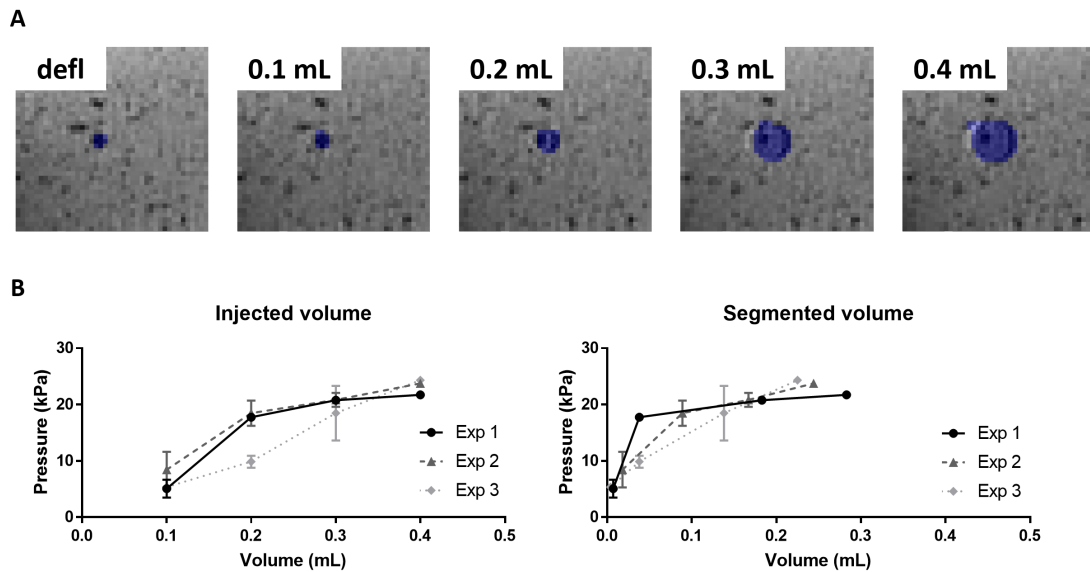 A
defl
0.1 mL
0.2 mL
0.3 mL
0.4 mL
B
Injected volume
Pressure (kPa)
30
20
10
0
0.0
0.1
0.2
0.3
0.4
0.5
Volume (mL)
Exp 1
Exp 2
Exp 3
Segmented volume
Pressure (kPa)
30
20
10
0
0.0
0.1
0.2
0.3
0.4
0.5
Volume (mL)
Exp 1
Exp 2
Exp 3